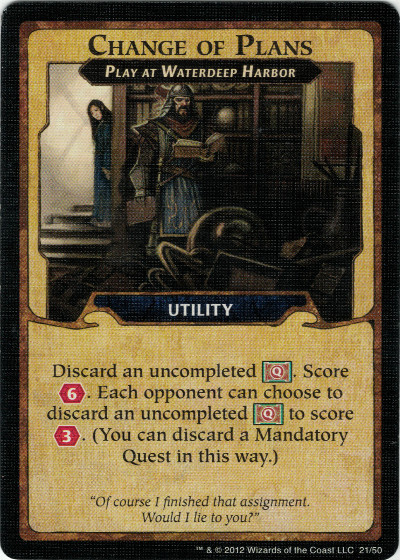 CHANGE OF PLANS
PLAY AT WATERDEEP HARBOR
UTILITY
Discard an uncompleted Q. Score
6. Each opponent can choose to
discard an uncompleted Q to score
3. (You can discard a Mandatory
Quest in this way.)
"Of course I finished that assignment.
Would I lie to you?"
™ & © 2012 WIZARDS OF THE COAST LLC 21/50